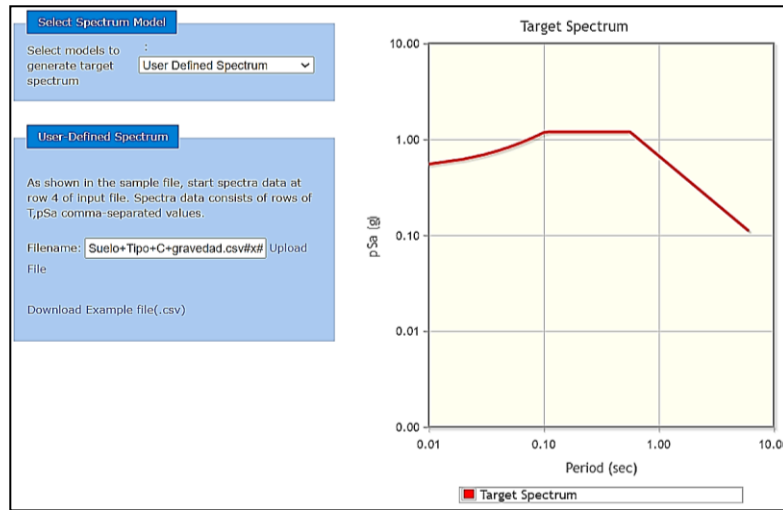 Select Spectrum Model
Select models to
generate target
spectrum
:
User Defined Spectrum
User-Defined Spectrum
As shown in the sample file, start spectra data at
row 4 of input file. Spectra data consists of rows of
T,pSa comma-separated values.
Filename: Suelo+Tipo+C+gravedad.csv#x# Upload
File
Download Example file(.csv)
Target Spectrum
10.00
1.00
0.10
0.01
0.00
pSa (g)
0.01 0.10 1.00 10.00
Period (sec)
Target Spectrum